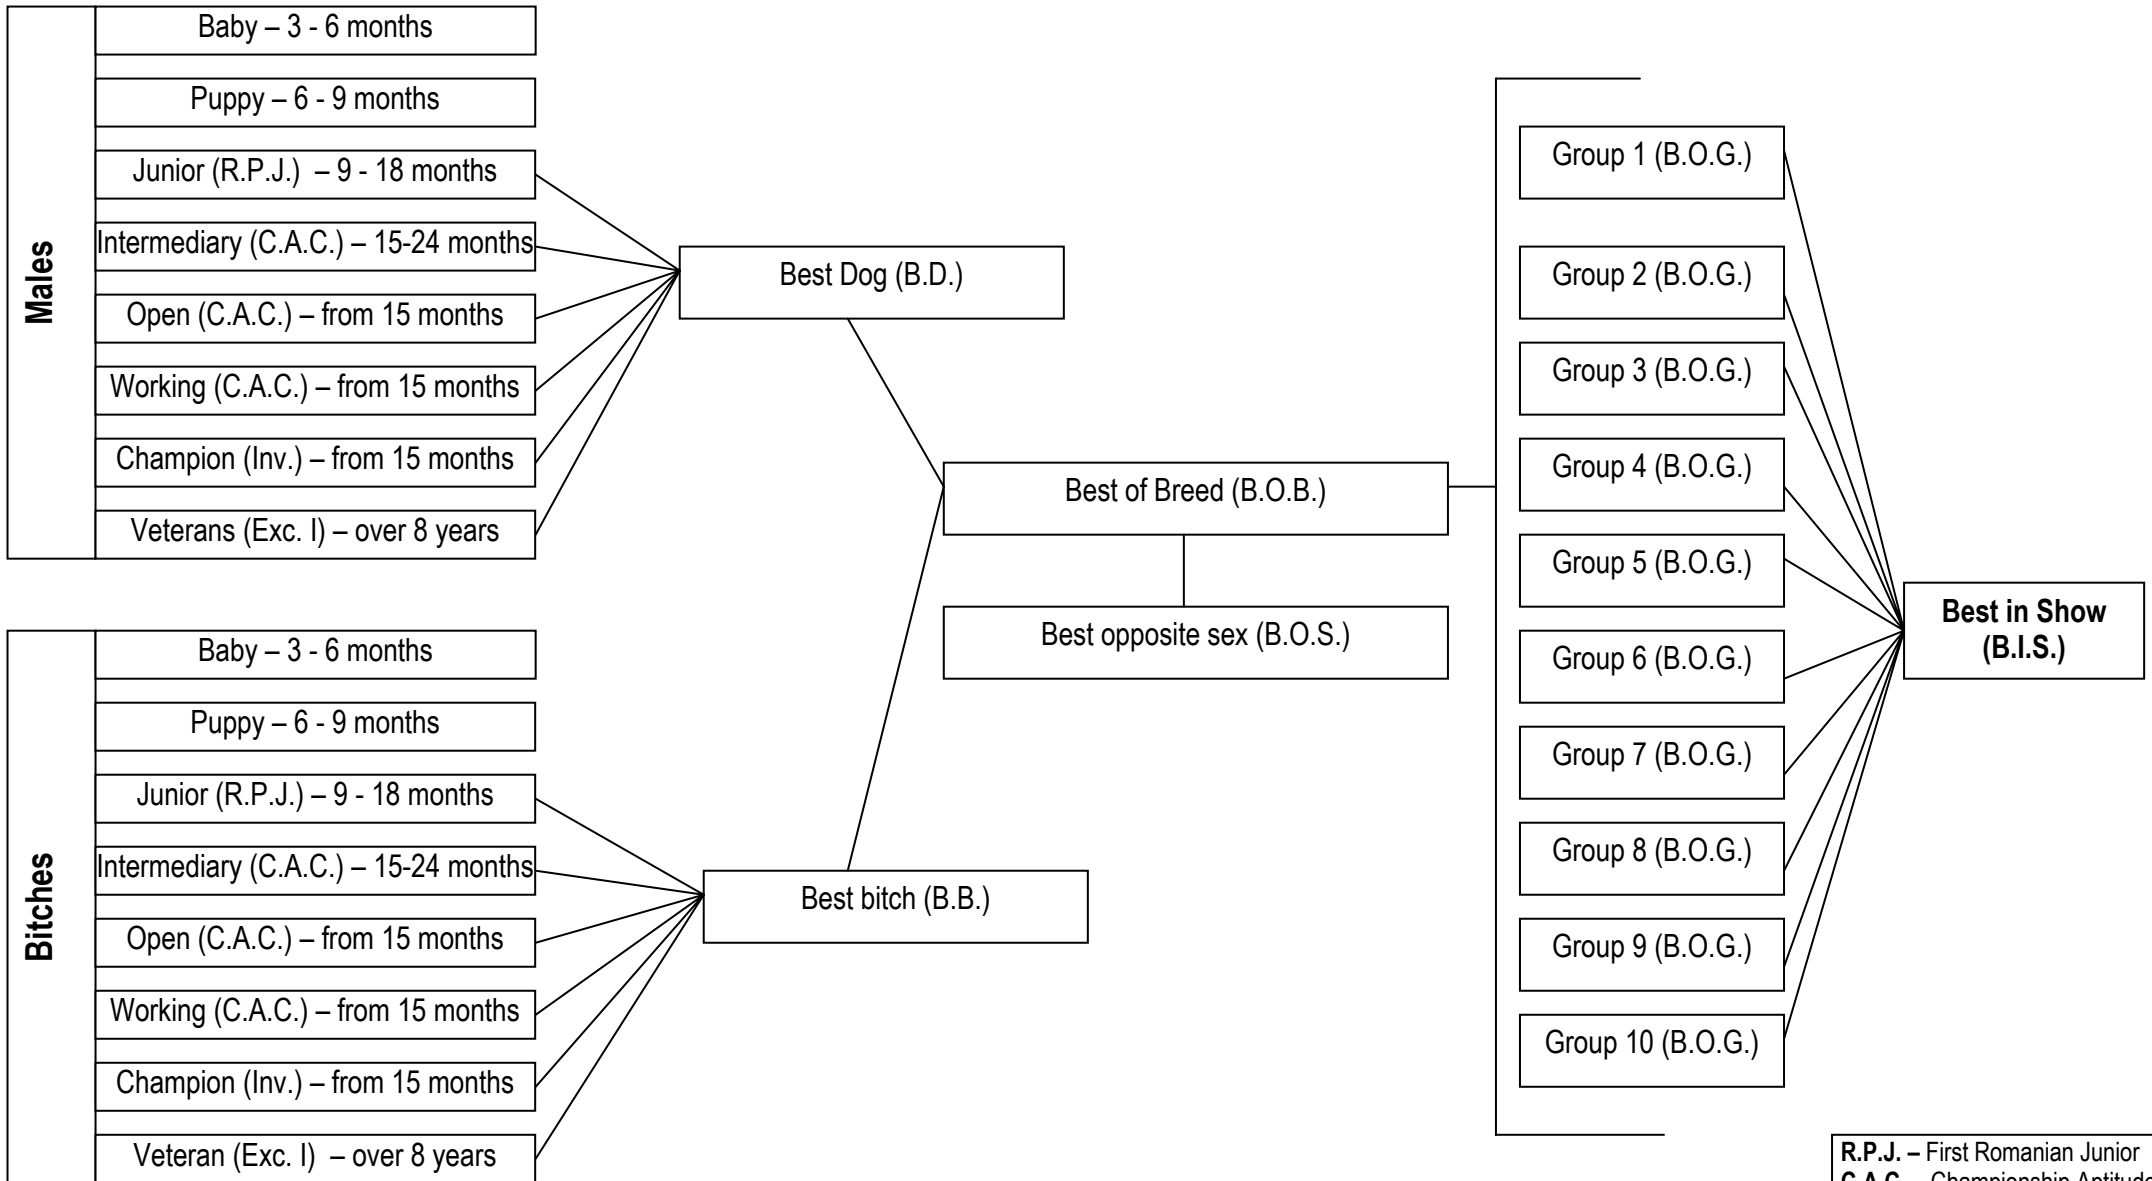 Males
Baby – 3 - 6 months
Puppy – 6 - 9 months
Junior (R.P.J.) – 9 - 18 months
Intermediary (C.A.C.) – 15-24 months
Open (C.A.C.) – from 15 months
Working (C.A.C.) – from 15 months
Champion (Inv.) – from 15 months
Veterans (Exc. I) – over 8 years
Bitches
Baby – 3 - 6 months
Puppy – 6 - 9 months
Junior (R.P.J.) – 9 - 18 months
Intermediary (C.A.C.) – 15-24 months
Open (C.A.C.) – from 15 months
Working (C.A.C.) – from 15 months
Champion (Inv.) – from 15 months
Veteran (Exc. I) – over 8 years
Best Dog (B.D.)
Best bitch (B.B.)
Best of Breed (B.O.B.)
Best opposite sex (B.O.S.)
Group 1 (B.O.G.)
Group 2 (B.O.G.)
Group 3 (B.O.G.)
Group 4 (B.O.G.)
Group 5 (B.O.G.)
Group 6 (B.O.G.)
Group 7 (B.O.G.)
Group 8 (B.O.G.)
Group 9 (B.O.G.)
Group 10 (B.O.G.)
Best in Show
(B.I.S.)
R.P.J. – First Romanian Junior
C.A.C. – Championship Aptitude